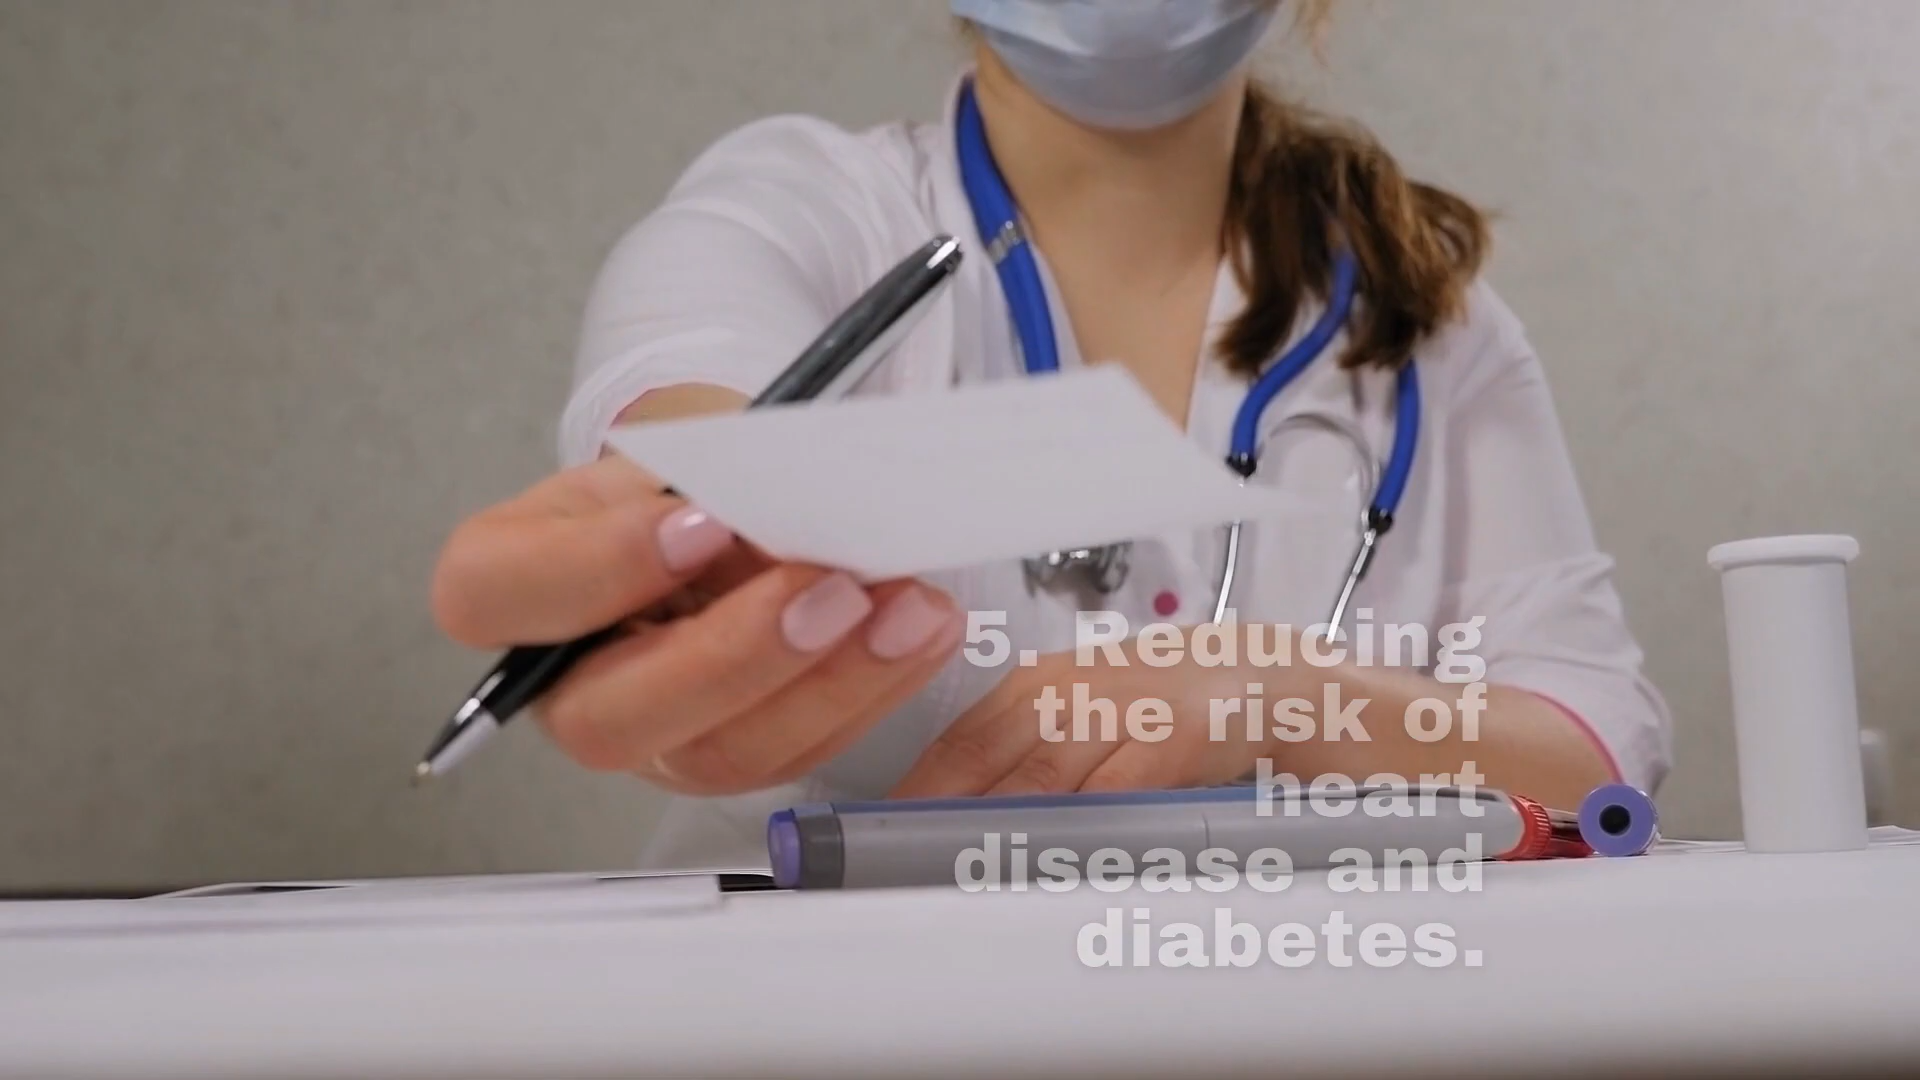 5. Reducing
the risk of
heart
disease and
diabetes.